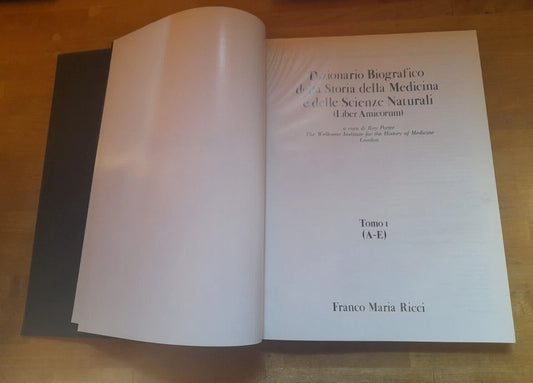 Dizionario Biografico
della Storia della Medicina
e delle Scienze Naturali
(Liber Amicorum)
a cura di Roy Porter
The Wellcome Institute for the History of Medicine
London
Tomo I
(A-E)
Franco Maria Ricci